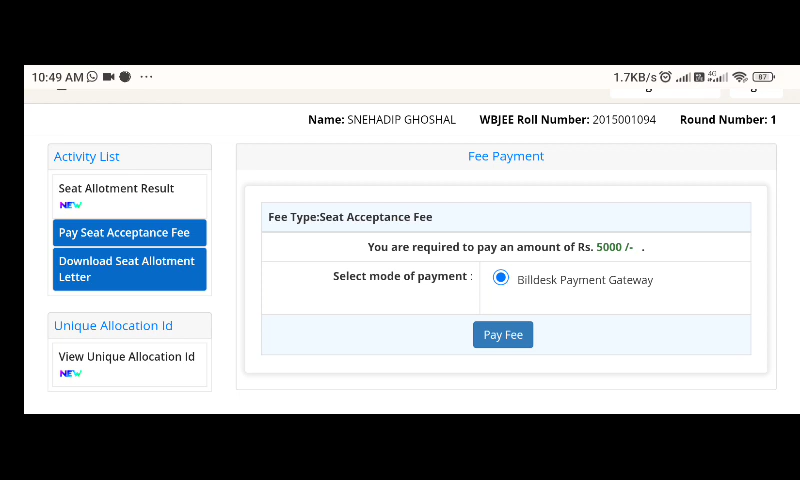 10:49 AM ...
1.7KB/s 4G 87
Name: SNEHADIP GHOSHAL WBJEE Roll Number: 2015001094 Round Number: 1
Activity List
Seat Allotment Result
NEW
Pay Seat Acceptance Fee
Download Seat Allotment
Letter
Unique Allocation Id
View Unique Allocation Id
NEW
Fee Payment
Fee Type:Seat Acceptance Fee
You are required to pay an amount of Rs. 5000 /- .
Select mode of payment :
Billdesk Payment Gateway
Pay Fee